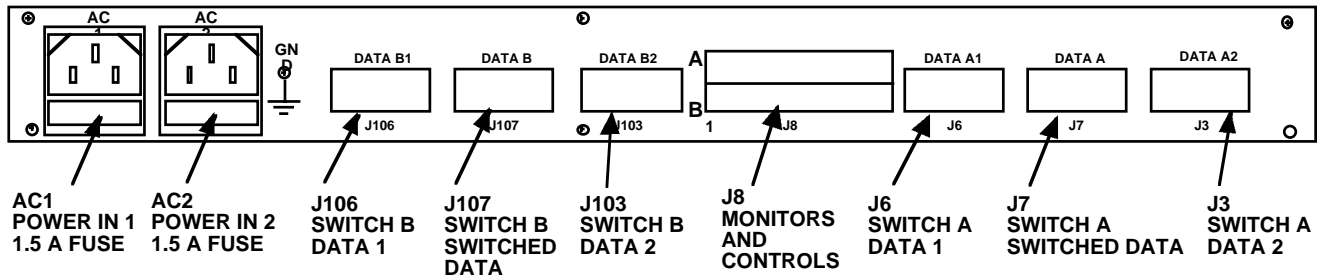 AC
1
AC
2
GN
D
DATA B1
DATA B
DATA B2
A
B
DATA A1
DATA A
DATA A2
J106
J107
J103
1
J8
J6
J7
J3
AC1
POWER IN 1
1.5 A FUSE
AC2
POWER IN 2
1.5 A FUSE
J106
SWITCH B
DATA 1
J107
SWITCH B
SWITCHED
DATA
J103
SWITCH B
DATA 2
J8
MONITORS
AND
CONTROLS
J6
SWITCH A
DATA 1
J7
SWITCH A
SWITCHED DATA
J3
SWITCH A
DATA 2